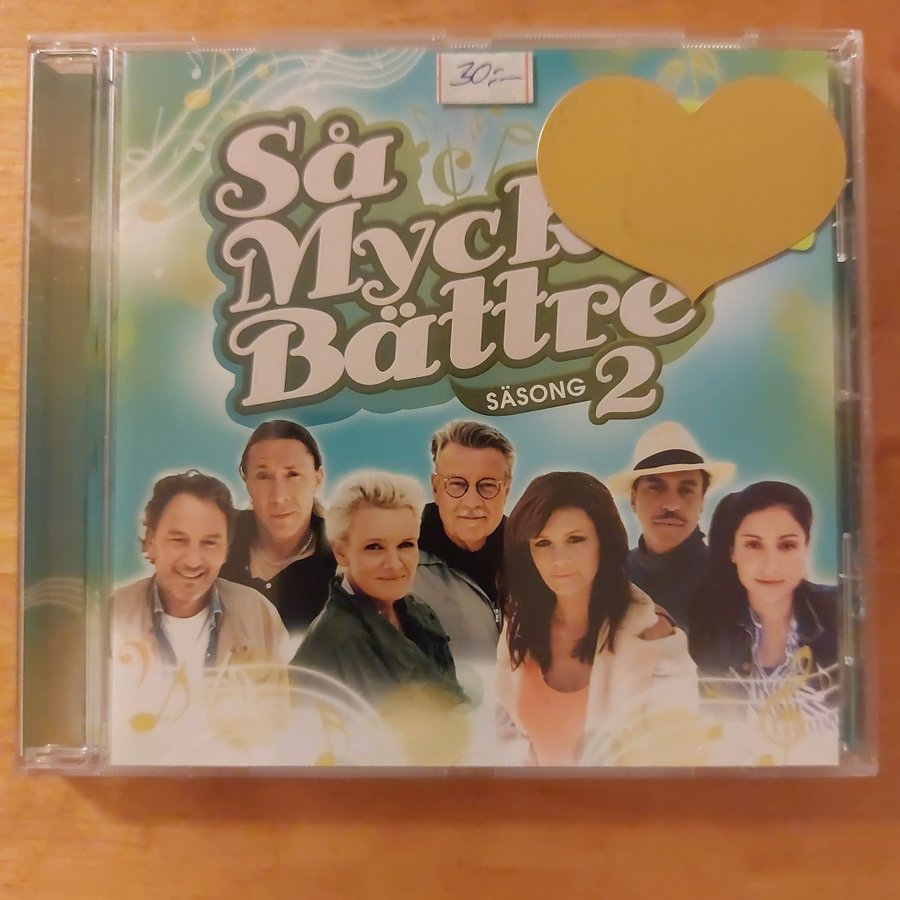 30:-
Så
Myck
Bättre
SÄSONG 2